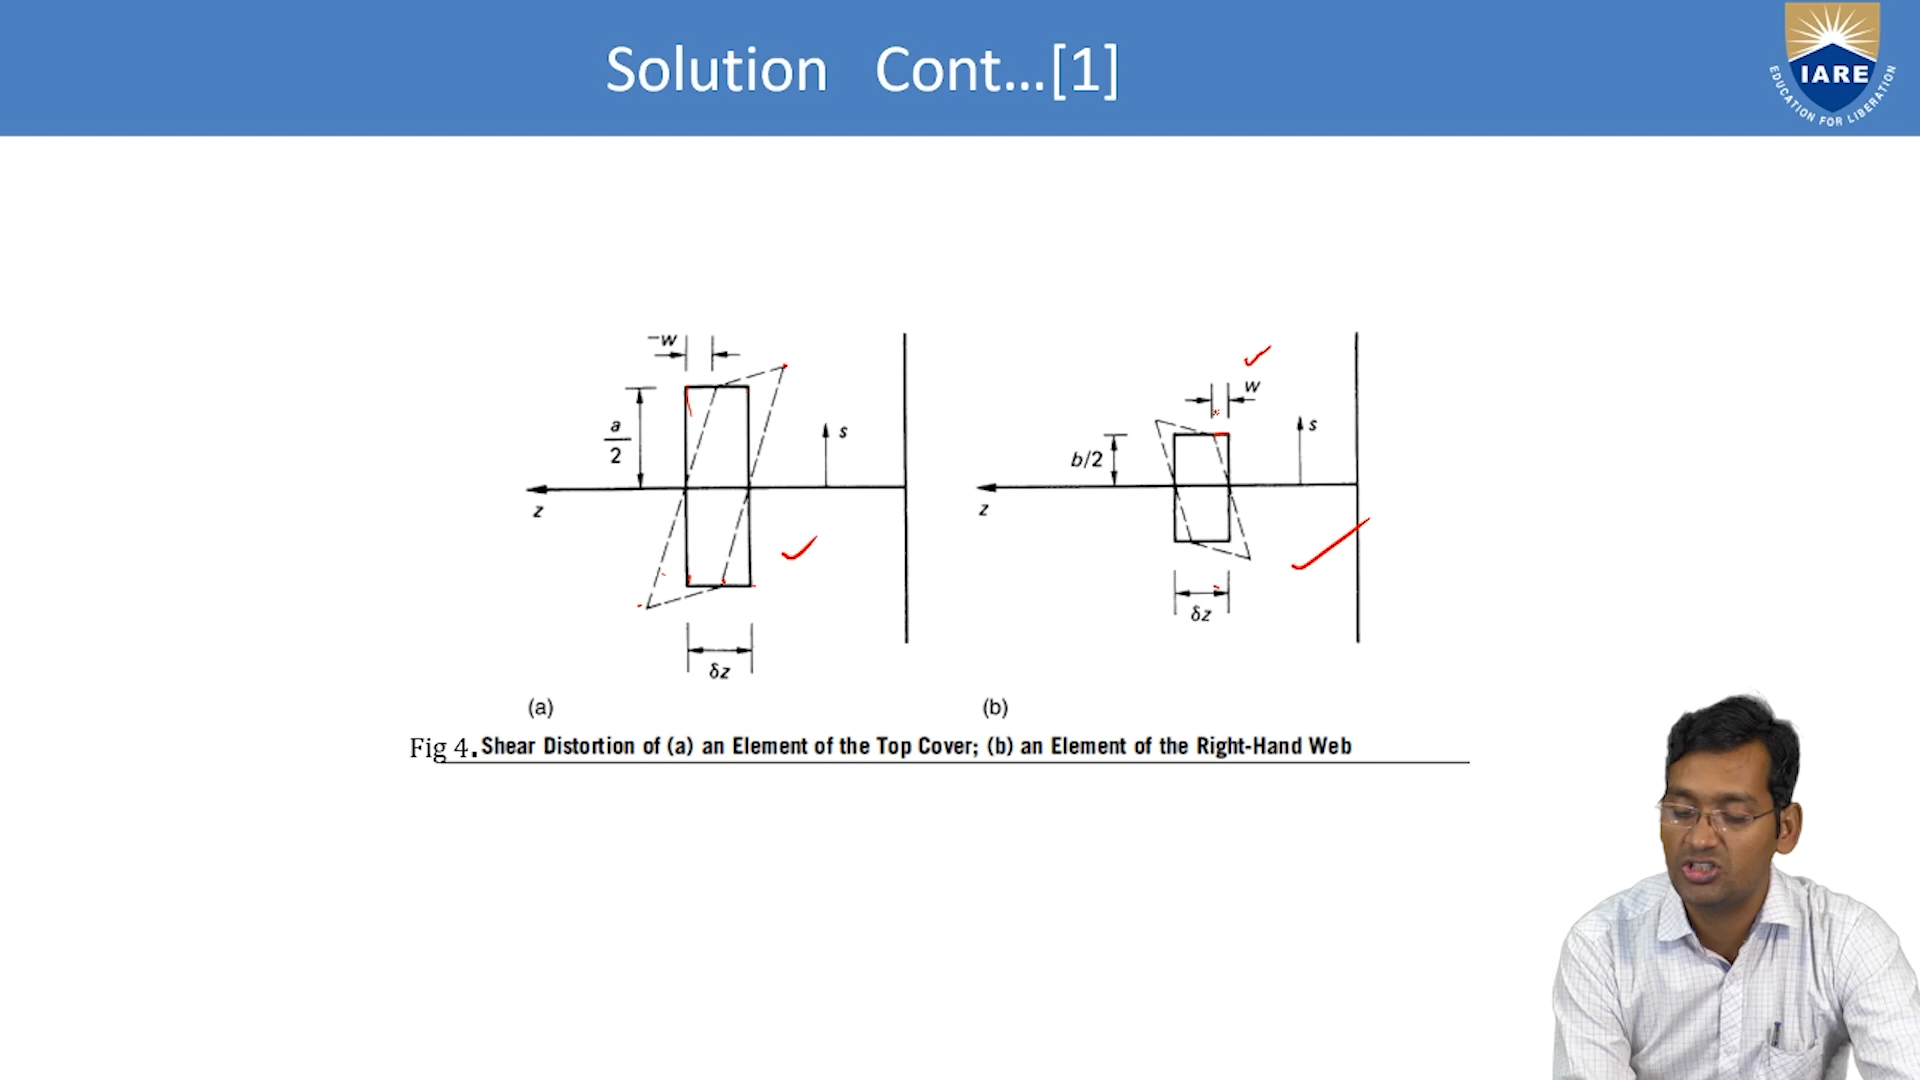 Solution Cont...[1]
IARE
EDUCATION FOR LIBERATION
-w
a
2
s
z
δz
(a)
w
b/2
s
z
δz
(b)
Fig 4. Shear Distortion of (a) an Element of the Top Cover; (b) an Element of the Right-Hand Web